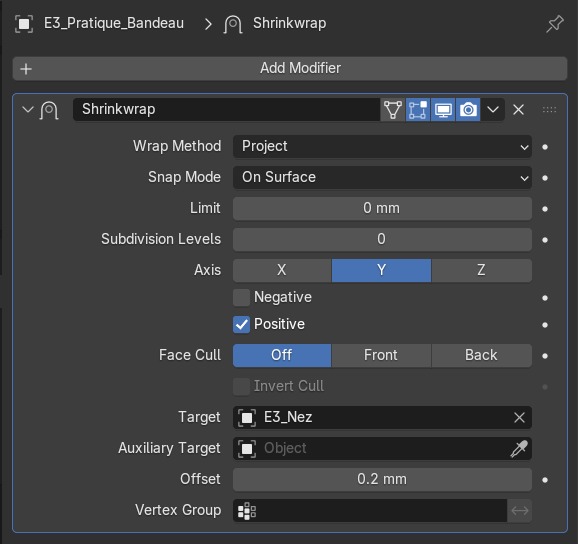 E3_Pratique_Bandeau > Shrinkwrap
+ Add Modifier
Shrinkwrap
Wrap Method Project
Snap Mode On Surface
Limit 0 mm
Subdivision Levels 0
Axis X Y Z
Negative
Positive
Face Cull Off Front Back
Invert Cull
Target E3_Nez
Auxiliary Target Object
Offset 0.2 mm
Vertex Group